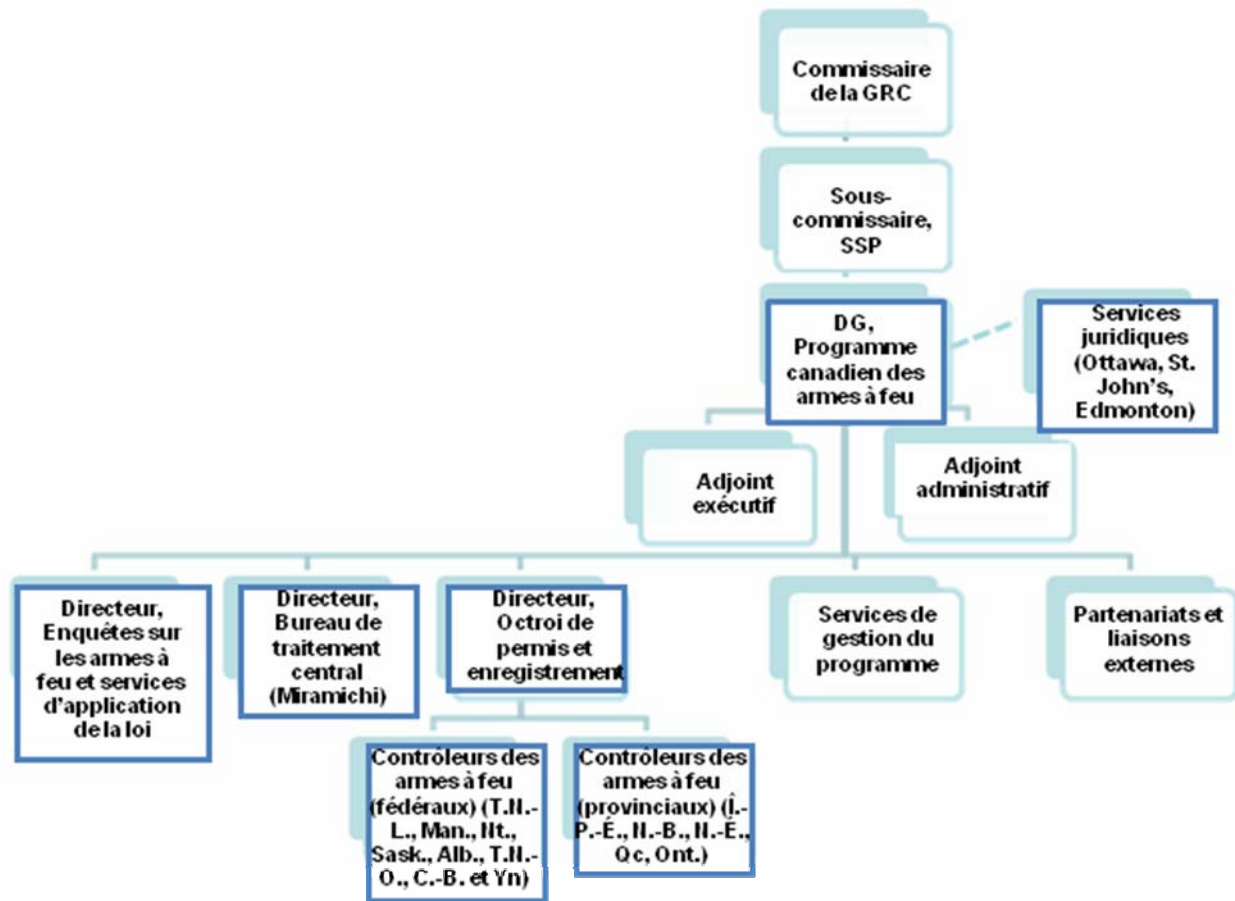 Commissaire
de la GRC
Sous-
commissaire,
SSP
DG,
Programme
canadien des
armes à feu
Services
juridiques
(Ottawa, St.
John's,
Edmonton)
Adjoint
exécutif
Adjoint
administratif
Directeur,
Enquêtes sur
les armes à
feu et services
d'application
de la loi
Directeur,
Bureau de
traitement
central
(Miramichi)
Directeur,
Octroi de
permis et
enregistrement
Services de
gestion du
programme
Partenariats et
liaisons
externes
Contrôleurs des
armes à feu
(fédéraux) (T.N.-
L., Man., Nt.,
Sask., Alb., T.N.-
O., C.-B. et Yn)
Contrôleurs des
armes à feu
(provinciaux) (Î.-
P.-É., N.-B., N.-É.,
Qc, Ont.)